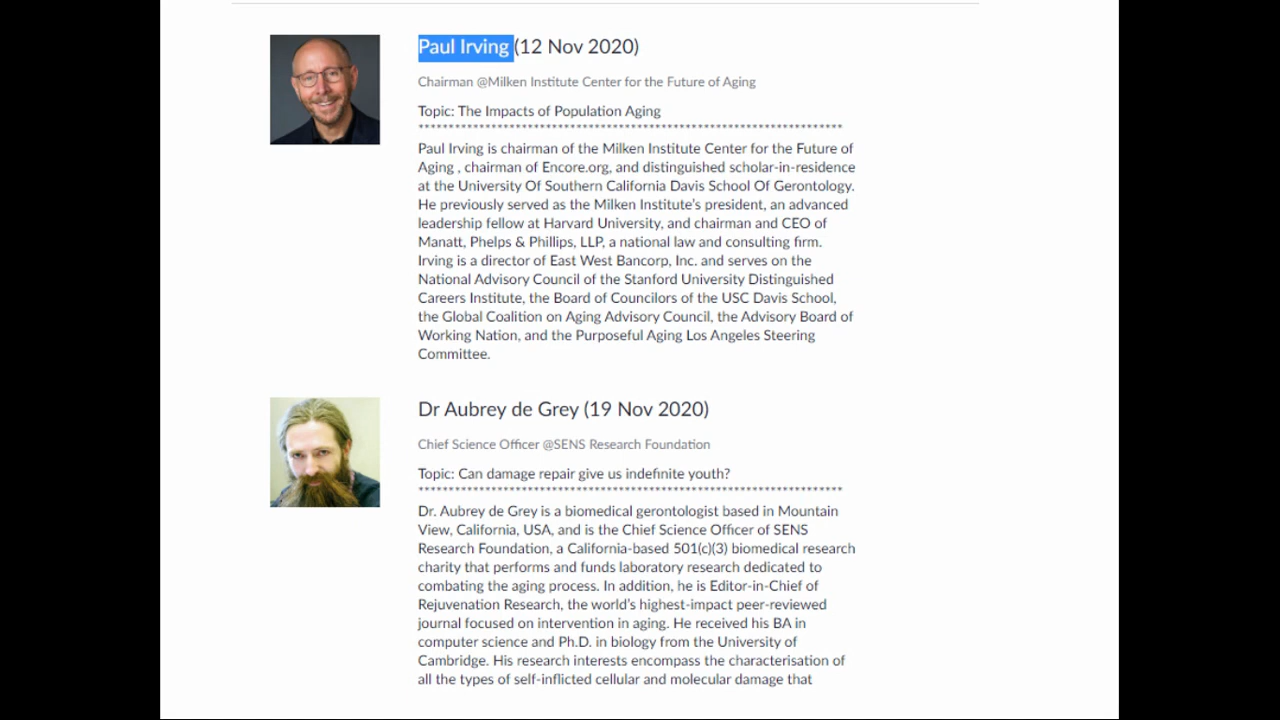 Paul Irving (12 Nov 2020)
Chairman @Milken Institute Center for the Future of Aging
Topic: The Impacts of Population Aging
**********************************************************************
Paul Irving is chairman of the Milken Institute Center for the Future of
Aging , chairman of Encore.org, and distinguished scholar-in-residence
at the University Of Southern California Davis School Of Gerontology.
He previously served as the Milken Institute’s president, an advanced
leadership fellow at Harvard University, and chairman and CEO of
Manatt, Phelps & Phillips, LLP, a national law and consulting firm.
Irving is a director of East West Bancorp, Inc. and serves on the
National Advisory Council of the Stanford University Distinguished
Careers Institute, the Board of Councilors of the USC Davis School,
the Global Coalition on Aging Advisory Council, the Advisory Board of
Working Nation, and the Purposeful Aging Los Angeles Steering
Committee.
Dr Aubrey de Grey (19 Nov 2020)
Chief Science Officer @SENS Research Foundation
Topic: Can damage repair give us indefinite youth?
**********************************************************************
Dr. Aubrey de Grey is a biomedical gerontologist based in Mountain
View, California, USA, and is the Chief Science Officer of SENS
Research Foundation, a California-based 501(c)(3) biomedical research
charity that performs and funds laboratory research dedicated to
combating the aging process. In addition, he is Editor-in-Chief of
Rejuvenation Research, the world’s highest-impact peer-reviewed
journal focused on intervention in aging. He received his BA in
computer science and Ph.D. in biology from the University of
Cambridge. His research interests encompass the characterisation of
all the types of self-inflicted cellular and molecular damage that